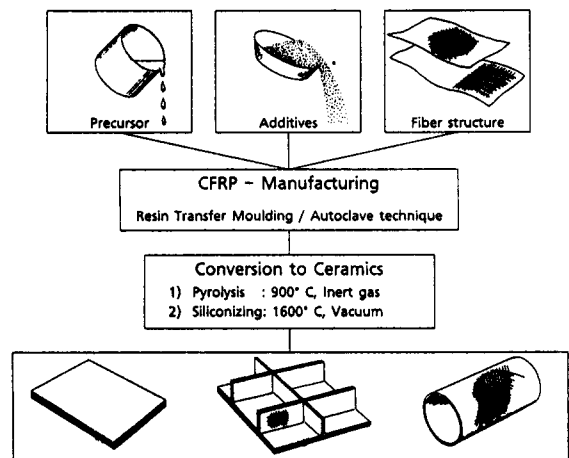 Precursor
Additives
Fiber structure
CFRP - Manufacturing
Resin Transfer Moulding / Autoclave technique
Conversion to Ceramics
1) Pyrolysis : 900° C, Inert gas
2) Siliconizing: 1600° C, Vacuum